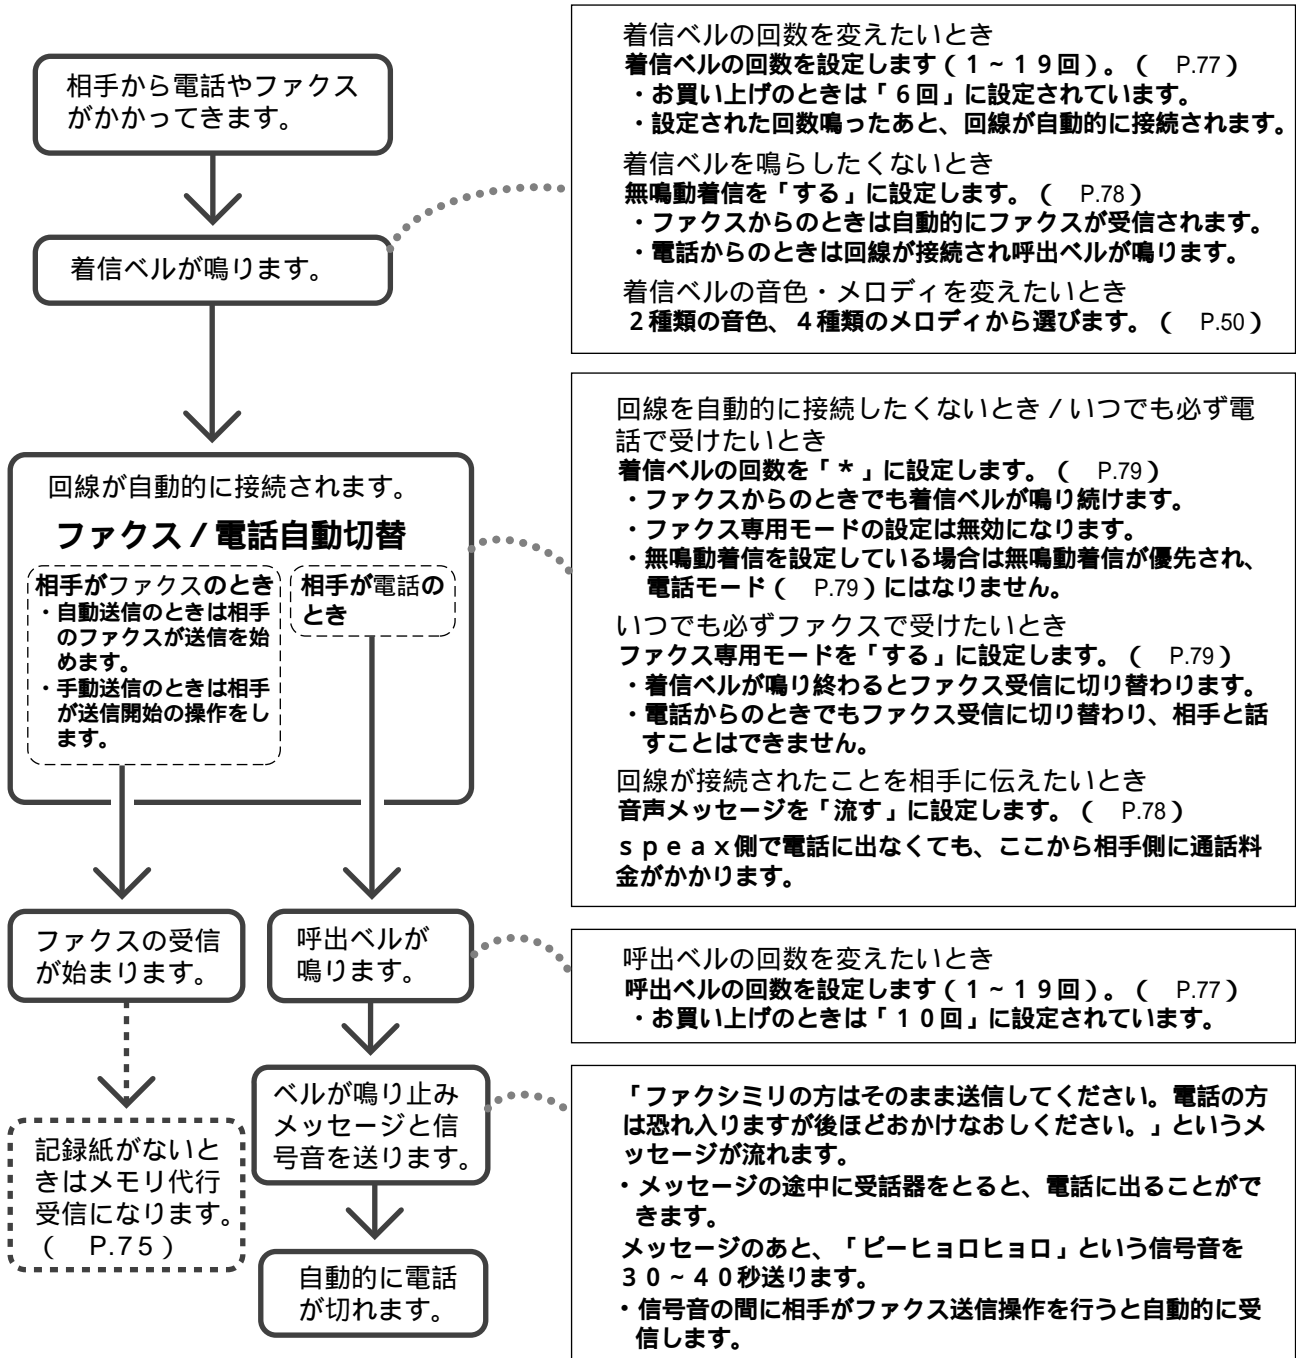 相手から電話やファクス
がかかってきます。
着信ベルが鳴ります。
着信ベルの回数を変えたいとき
着信ベルの回数を設定します（１~１９回）。（　P.77）
・お買い上げのときは「６回」に設定されています。
・設定された回数鳴ったあと、回線が自動的に接続されます。
着信ベルを鳴らしたくないとき
無鳴動着信を「する」に設定します。（　P.78）
・ファクスからのときは自動的にファクスが受信されます。
・電話からのときは回線が接続され呼出ベルが鳴ります。
着信ベルの音色・メロディを変えたいとき
２種類の音色、４種類のメロディから選びます。（　P.50）
回線が自動的に接続されます。
ファクス／電話自動切替
相手がファクスのとき
・自動送信のときは相手
のファクスが送信を始
めます。
・手動送信のときは相手
が送信開始の操作をし
ます。
相手が電話の
とき
回線を自動的に接続したくないとき／いつでも必ず電
話で受けたいとき
着信ベルの回数を「＊」に設定します。（　P.79）
・ファクスからのときでも着信ベルが鳴り続けます。
・ファクス専用モードの設定は無効になります。
・無鳴動着信を設定している場合は無鳴動着信が優先され、
電話モード（　P.79）にはなりません。
いつでも必ずファクスで受けたいとき
ファクス専用モードを「する」に設定します。（　P.79）
・着信ベルが鳴り終わるとファクス受信に切り替わります。
・電話からのときでもファクス受信に切り替わり、相手と話
すことはできません。
回線が接続されたことを相手に伝えたいとき
音声メッセージを「流す」に設定します。（　P.78）
ｓｐｅａｘ側で電話に出なくても、ここから相手側に通話料
金がかかります。
ファクスの受信
が始まります。
記録紙がないと
きはメモリ代行
受信になります。
（　P.75）
呼出ベルが
鳴ります。
呼出ベルの回数を変えたいとき
呼出ベルの回数を設定します（１~１９回）。（　P.77）
・お買い上げのときは「１０回」に設定されています。
ベルが鳴り止み
メッセージと信
号音を送ります。
自動的に電話
が切れます。
「ファクシミリの方はそのまま送信してください。電話の方
は恐れ入りますが後ほどおかけなおしください。」というメ
ッセージが流れます。
・メッセージの途中に受話器をとると、電話に出ることがで
きます。
メッセージのあと、「ピーヒョロヒョロ」という信号音を
３０~４０秒送ります。
・信号音の間に相手がファクス送信操作を行うと自動的に受
信します。